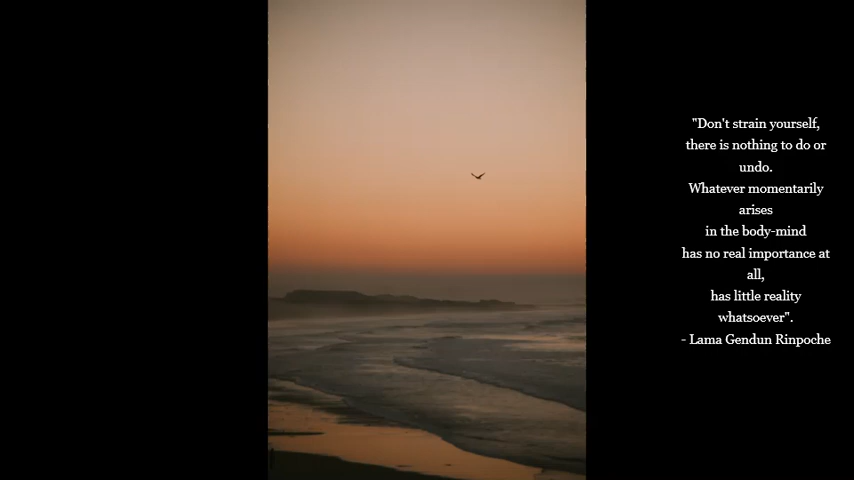 "Don't strain yourself,
there is nothing to do or
undo.
Whatever momentarily
arises
in the body-mind
has no real importance at
all,
has little reality
whatsoever".
- Lama Gendun Rinpoche